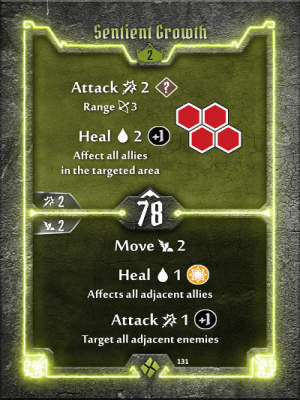 Sentient Growth
2
Attack 2 ?
Range 3
Heal 2 +1
Affect all allies
in the targeted area
2
78
2
Move 2
Heal 1
Affects all adjacent allies
Attack 1 +1
Target all adjacent enemies
131